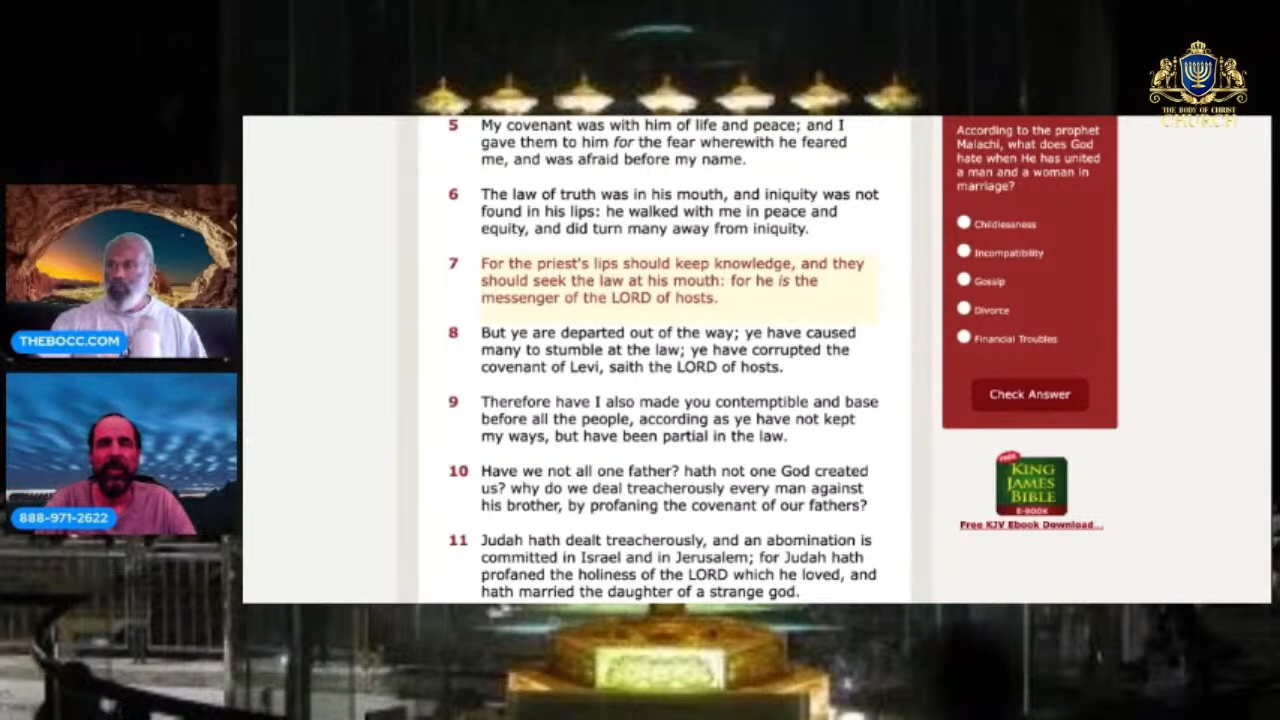 THE BODY OF CHRIST
CHURCH
THEBOCC.COM
888-971-2622
5 My covenant was with him of life and peace; and I
gave them to him for the fear wherewith he feared
me, and was afraid before my name.
6 The law of truth was in his mouth, and iniquity was not
found in his lips: he walked with me in peace and
equity, and did turn many away from iniquity.
7 For the priest's lips should keep knowledge, and they
should seek the law at his mouth: for he is the
messenger of the LORD of hosts.
8 But ye are departed out of the way; ye have caused
many to stumble at the law; ye have corrupted the
covenant of Levi, saith the LORD of hosts.
9 Therefore have I also made you contemptible and base
before all the people, according as ye have not kept
my ways, but have been partial in the law.
10 Have we not all one father? hath not one God created
us? why do we deal treacherously every man against
his brother, by profaning the covenant of our fathers?
11 Judah hath dealt treacherously, and an abomination is
committed in Israel and in Jerusalem; for Judah hath
profaned the holiness of the LORD which he loved, and
hath married the daughter of a strange god.
According to the prophet
Malachi, what does God
hate when He has united
a man and a woman in
marriage?
Childlessness
Incompatibility
Gossip
Divorce
Financial Troubles
Check Answer
FREE
KING
JAMES
BIBLE
E-BOOK
Free KJV Ebook Download...